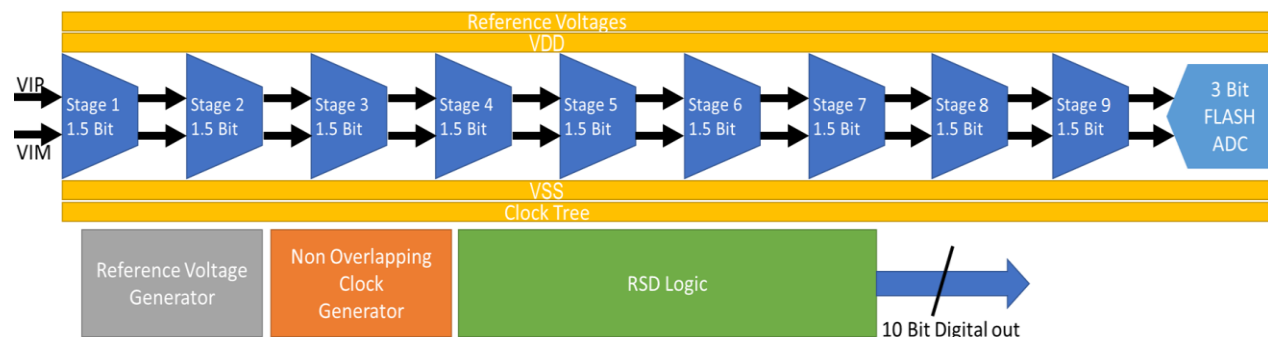 Reference Voltages
VDD
VIP
VIM
Stage 1
1.5 Bit
Stage 2
1.5 Bit
Stage 3
1.5 Bit
Stage 4
1.5 Bit
Stage 5
1.5 Bit
Stage 6
1.5 Bit
Stage 7
1.5 Bit
Stage 8
1.5 Bit
Stage 9
1.5 Bit
3 Bit
FLASH
ADC
VSS
Clock Tree
Reference Voltage
Generator
Non Overlapping
Clock
Generator
RSD Logic
10 Bit Digital out